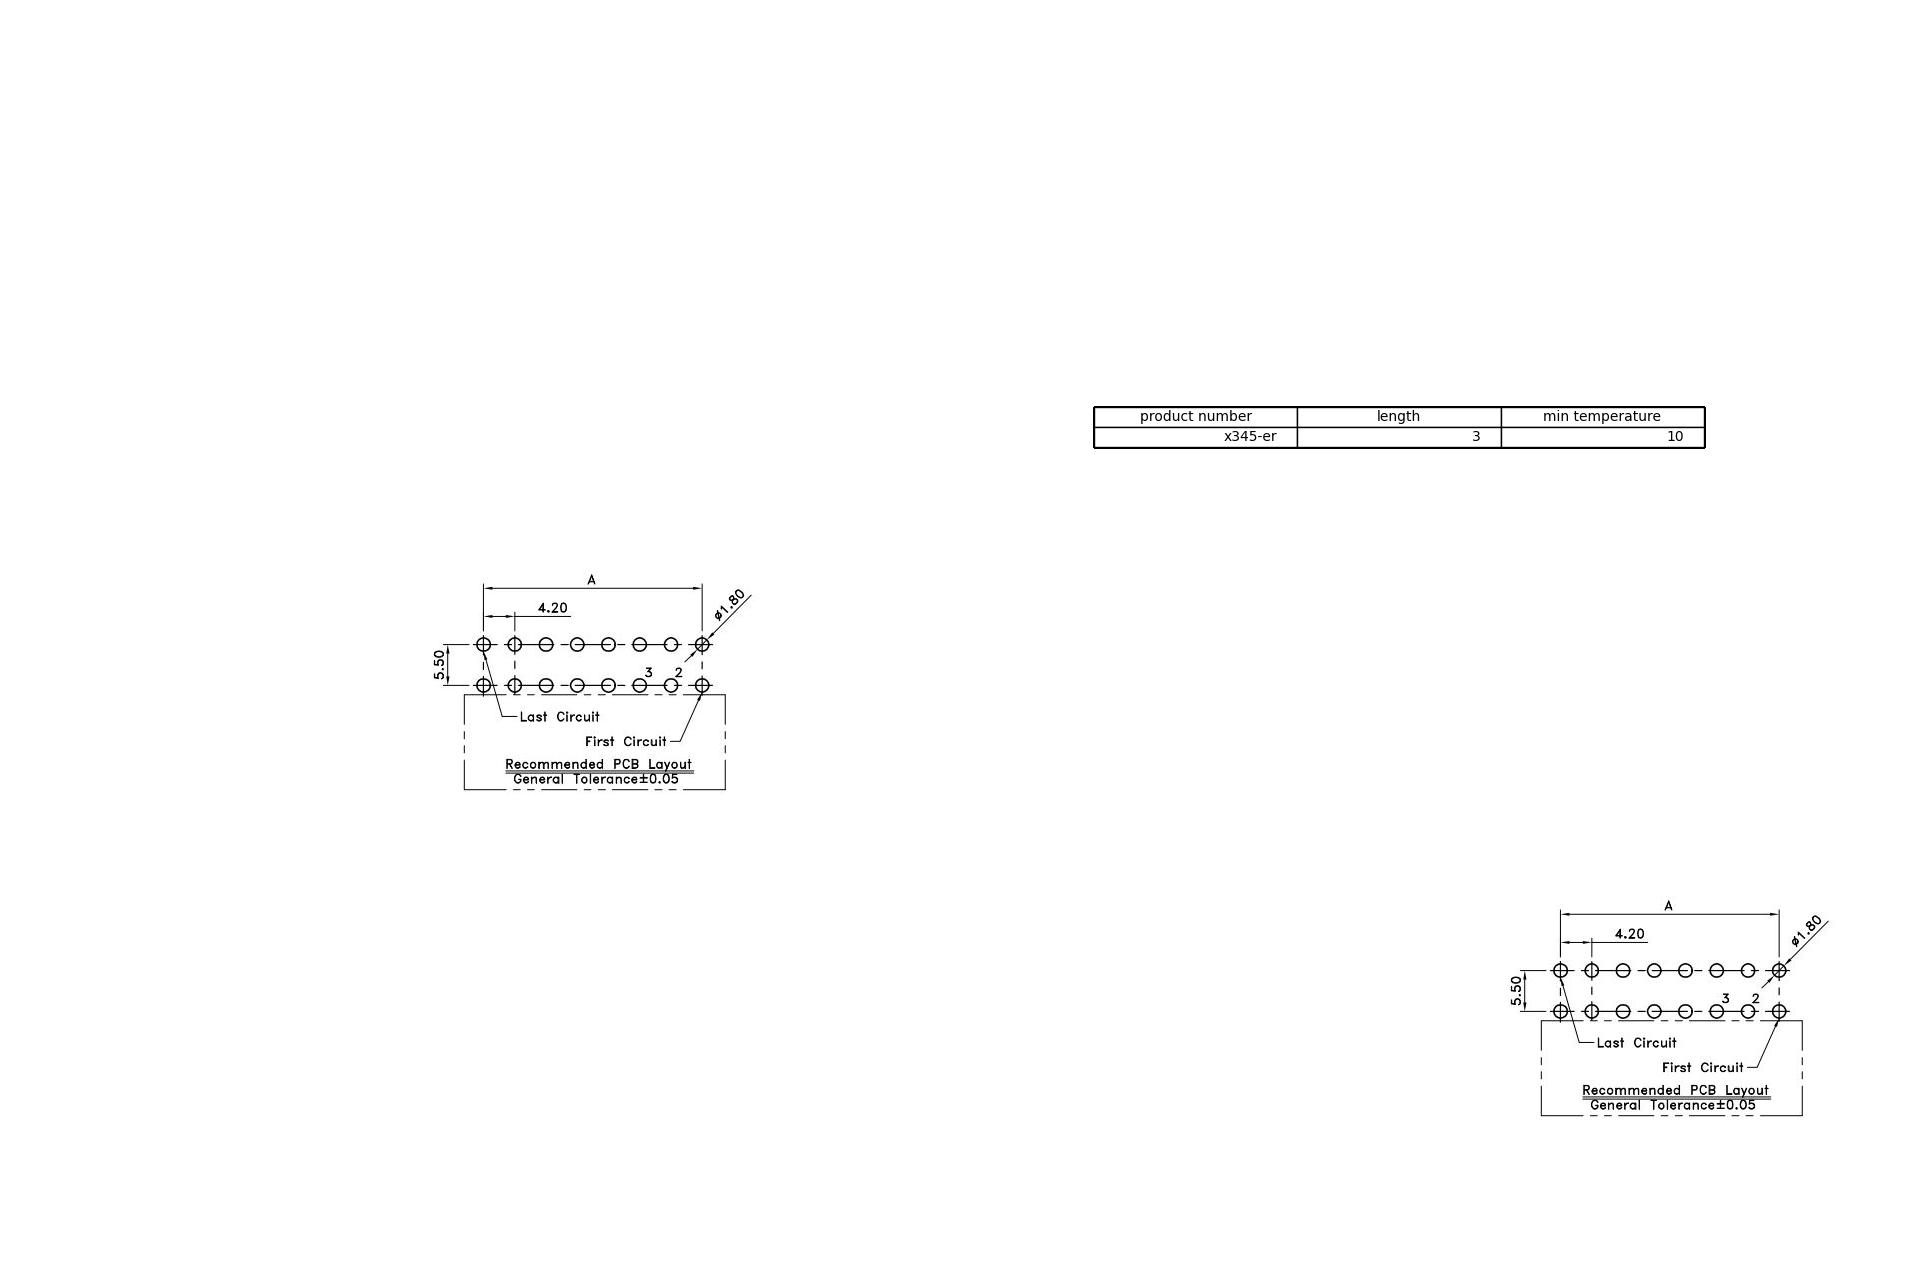 product number length min temperature
x345-er 3 10
A
4.20
ø1.80
5.50
3 2
Last Circuit
First Circuit
Recommended PCB Layout
General Tolerance±0.05
A
4.20
ø1.80
5.50
3 2
Last Circuit
First Circuit
Recommended PCB Layout
General Tolerance±0.05